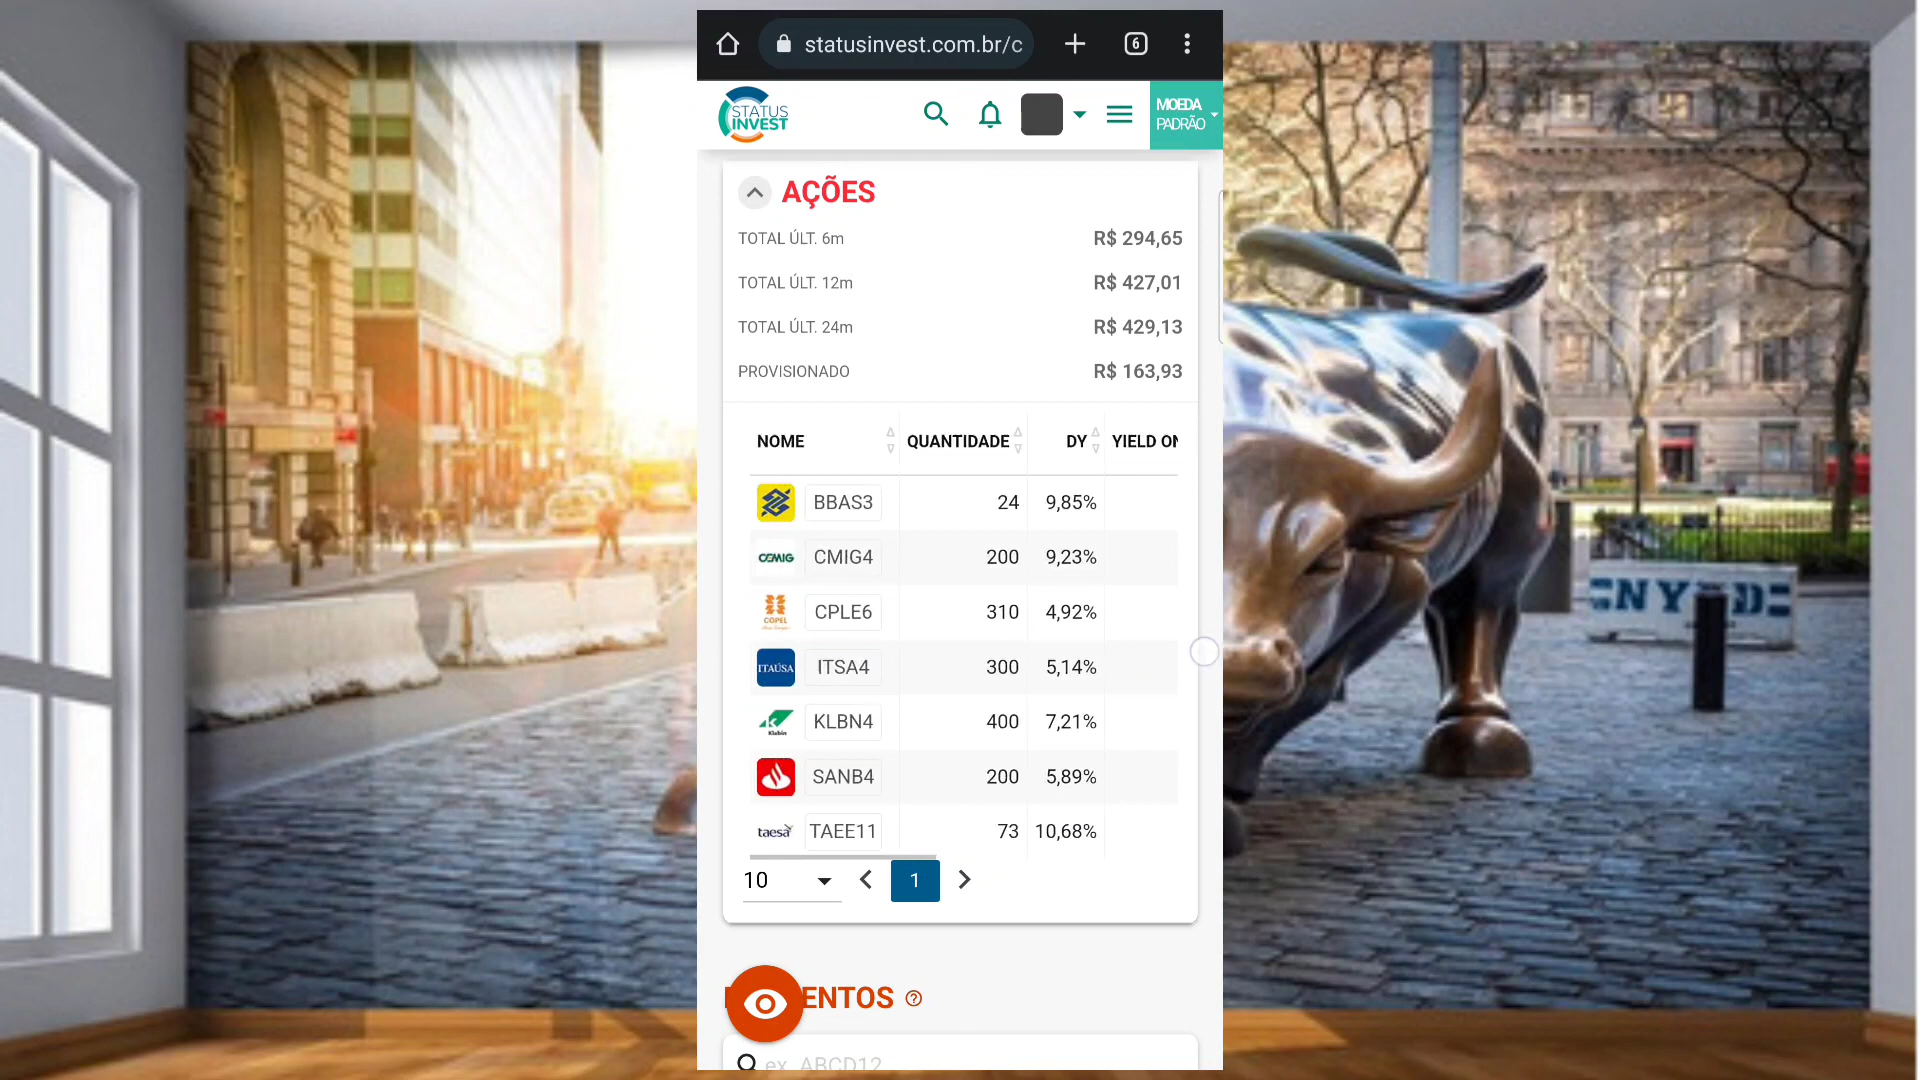 statusinvest.com.br/c
6
STATUS
INVEST
MOEDA
PADRÃO
AÇÕES
TOTAL ÚLT. 6m R$ 294,65
TOTAL ÚLT. 12m R$ 427,01
TOTAL ÚLT. 24m R$ 429,13
PROVISIONADO R$ 163,93
NOME QUANTIDADE DY YIELD ON
BBAS3 24 9,85%
CEMIG CMIG4 200 9,23%
COPEL CPLE6 310 4,92%
ITAÚSA ITSA4 300 5,14%
Klabin KLBN4 400 7,21%
SANB4 200 5,89%
taesa TAEE11 73 10,68%
10 1
ENTOS
ex. ABCD12